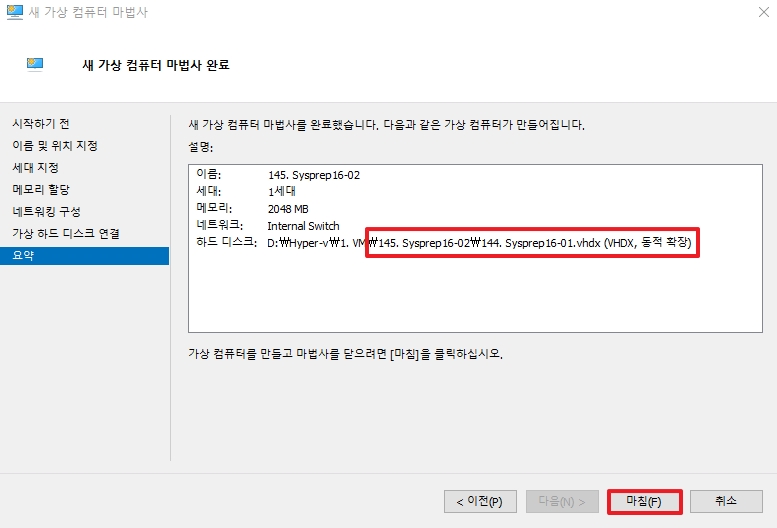 새 가상 컴퓨터 마법사
새 가상 컴퓨터 마법사 완료
시작하기 전
이름 및 위치 지정
세대 지정
메모리 할당
네트워킹 구성
가상 하드 디스크 연결
요약
새 가상 컴퓨터 마법사를 완료했습니다. 다음과 같은 가상 컴퓨터가 만들어집니다.
설명:
이름: 145. Sysprep16-02
세대: 1세대
메모리: 2048 MB
네트워크: Internal Switch
하드 디스크: D:₩Hyper-v₩1. VM₩145. Sysprep16-02₩144. Sysprep16-01.vhdx (VHDX, 동적 확장)
가상 컴퓨터를 만들고 마법사를 닫으려면 [마침]을 클릭하십시오.
< 이전(P) 다음(N) > 마침(F) 취소